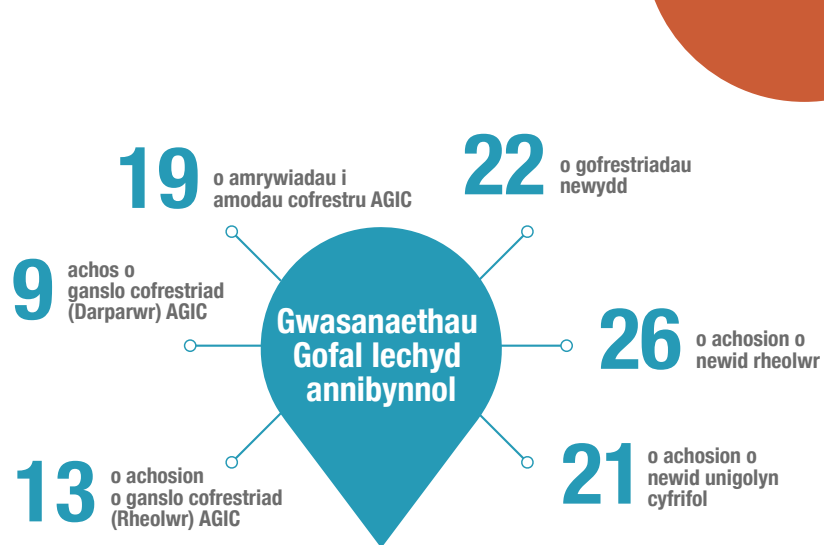 19
o amrywiadau i
amodau cofrestru AGIC
22
o gofrestriadau
newydd
9
achos o
ganslo cofrestriad
(Darparwr) AGIC
Gwasanaethau
Gofal Iechyd
annibynnol
26
o achosion o
newid rheolwr
13
o achosion
o ganslo cofrestriad
(Rheolwr) AGIC
21
o achosion o
newid unigolyn
cyfrifol